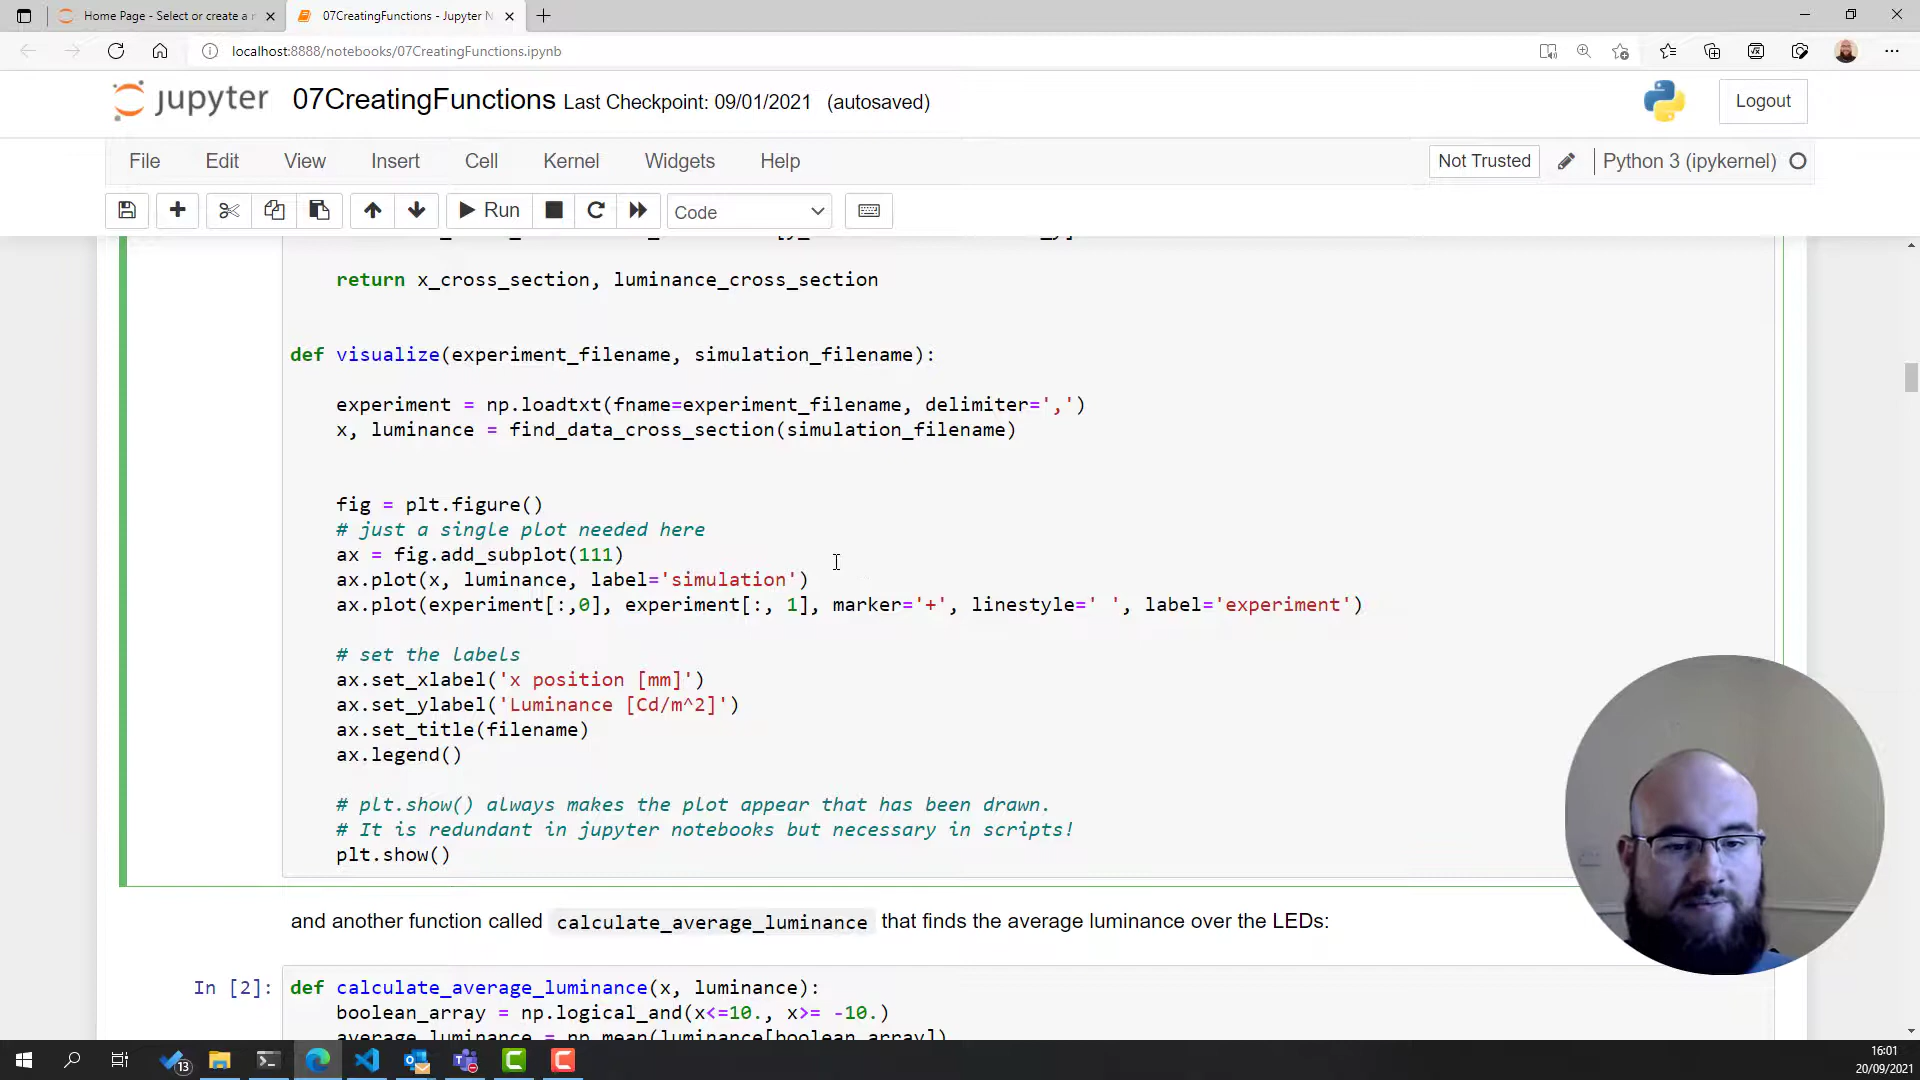 Home Page - Select or create a n
07CreatingFunctions - Jupyter N
localhost:8888/notebooks/07CreatingFunctions.ipynb
jupyter 07CreatingFunctions Last Checkpoint: 09/01/2021 (autosaved)
Logout
File Edit View Insert Cell Kernel Widgets Help
Not Trusted
Python 3 (ipykernel)
Run
Code
return x_cross_section, luminance_cross_section
def visualize(experiment_filename, simulation_filename):
experiment = np.loadtxt(fname=experiment_filename, delimiter=',')
x, luminance = find_data_cross_section(simulation_filename)
fig = plt.figure()
# just a single plot needed here
ax = fig.add_subplot(111)
ax.plot(x, luminance, label='simulation')
ax.plot(experiment[:,0], experiment[:, 1], marker='+', linestyle=' ', label='experiment')
# set the labels
ax.set_xlabel('x position [mm]')
ax.set_ylabel('Luminance [Cd/m^2]')
ax.set_title(filename)
ax.legend()
# plt.show() always makes the plot appear that has been drawn.
# It is redundant in jupyter notebooks but necessary in scripts!
plt.show()
and another function called calculate_average_luminance that finds the average luminance over the LEDs:
In [2]:
def calculate_average_luminance(x, luminance):
boolean_array = np.logical_and(x<=10., x>= -10.)
average_luminance = np.mean(luminance[boolean_array])
13
16:01
20/09/2021